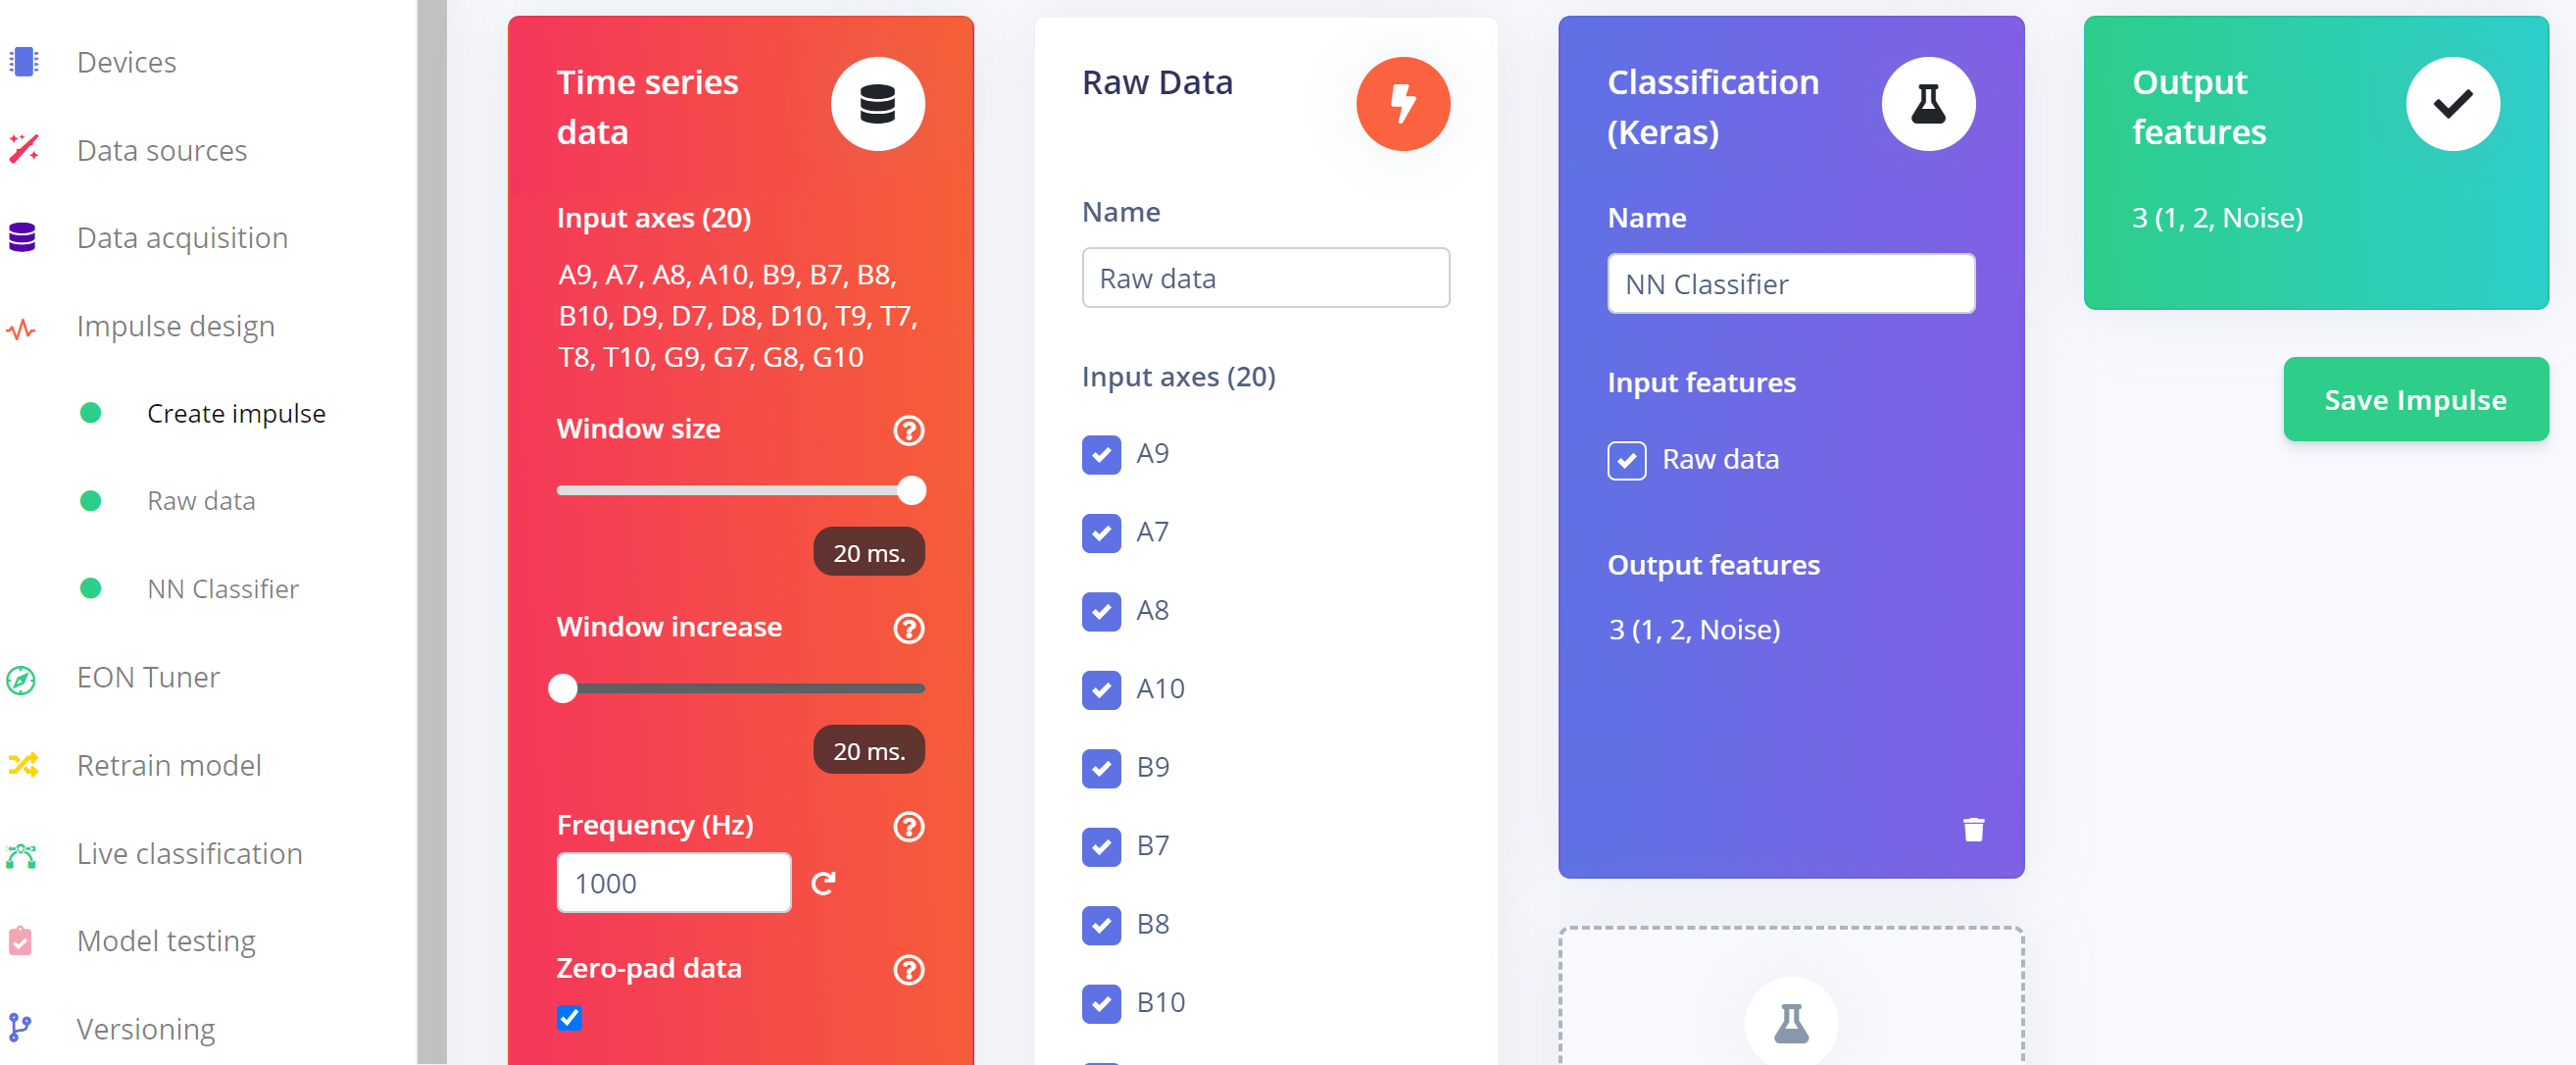 Devices
Data sources
Data acquisition
Impulse design
Create impulse
Raw data
NN Classifier
EON Tuner
Retrain model
Live classification
Model testing
Versioning
Time series
data
Input axes (20)
A9, A7, A8, A10, B9, B7, B8,
B10, D9, D7, D8, D10, T9, T7,
T8, T10, G9, G7, G8, G10
Window size
20 ms.
Window increase
20 ms.
Frequency (Hz)
1000
Zero-pad data
Raw Data
Name
Raw data
Input axes (20)
A9
A7
A8
A10
B9
B7
B8
B10
Classification
(Keras)
Name
NN Classifier
Input features
Raw data
Output features
3 (1, 2, Noise)
Output
features
3 (1, 2, Noise)
Save Impulse